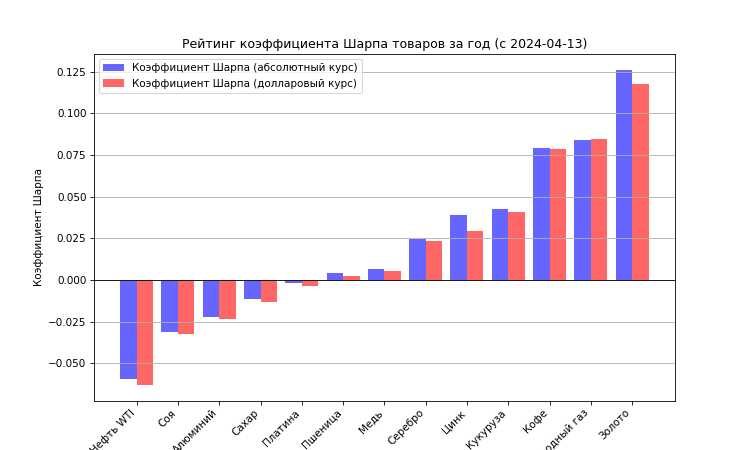 Рейтинг коэффициента Шарпа товаров за год (с 2024-04-13)
Коэффициент Шарпа (абсолютный курс)
Коэффициент Шарпа (долларовый курс)
Коэффициент Шарпа
0.125
0.100
0.075
0.050
0.025
0.000
−0.025
−0.050
Нефть WTI
Соя
Алюминий
Сахар
Платина
Пшеница
Медь
Серебро
Цинк
Кукуруза
Кофе
газ
Золото